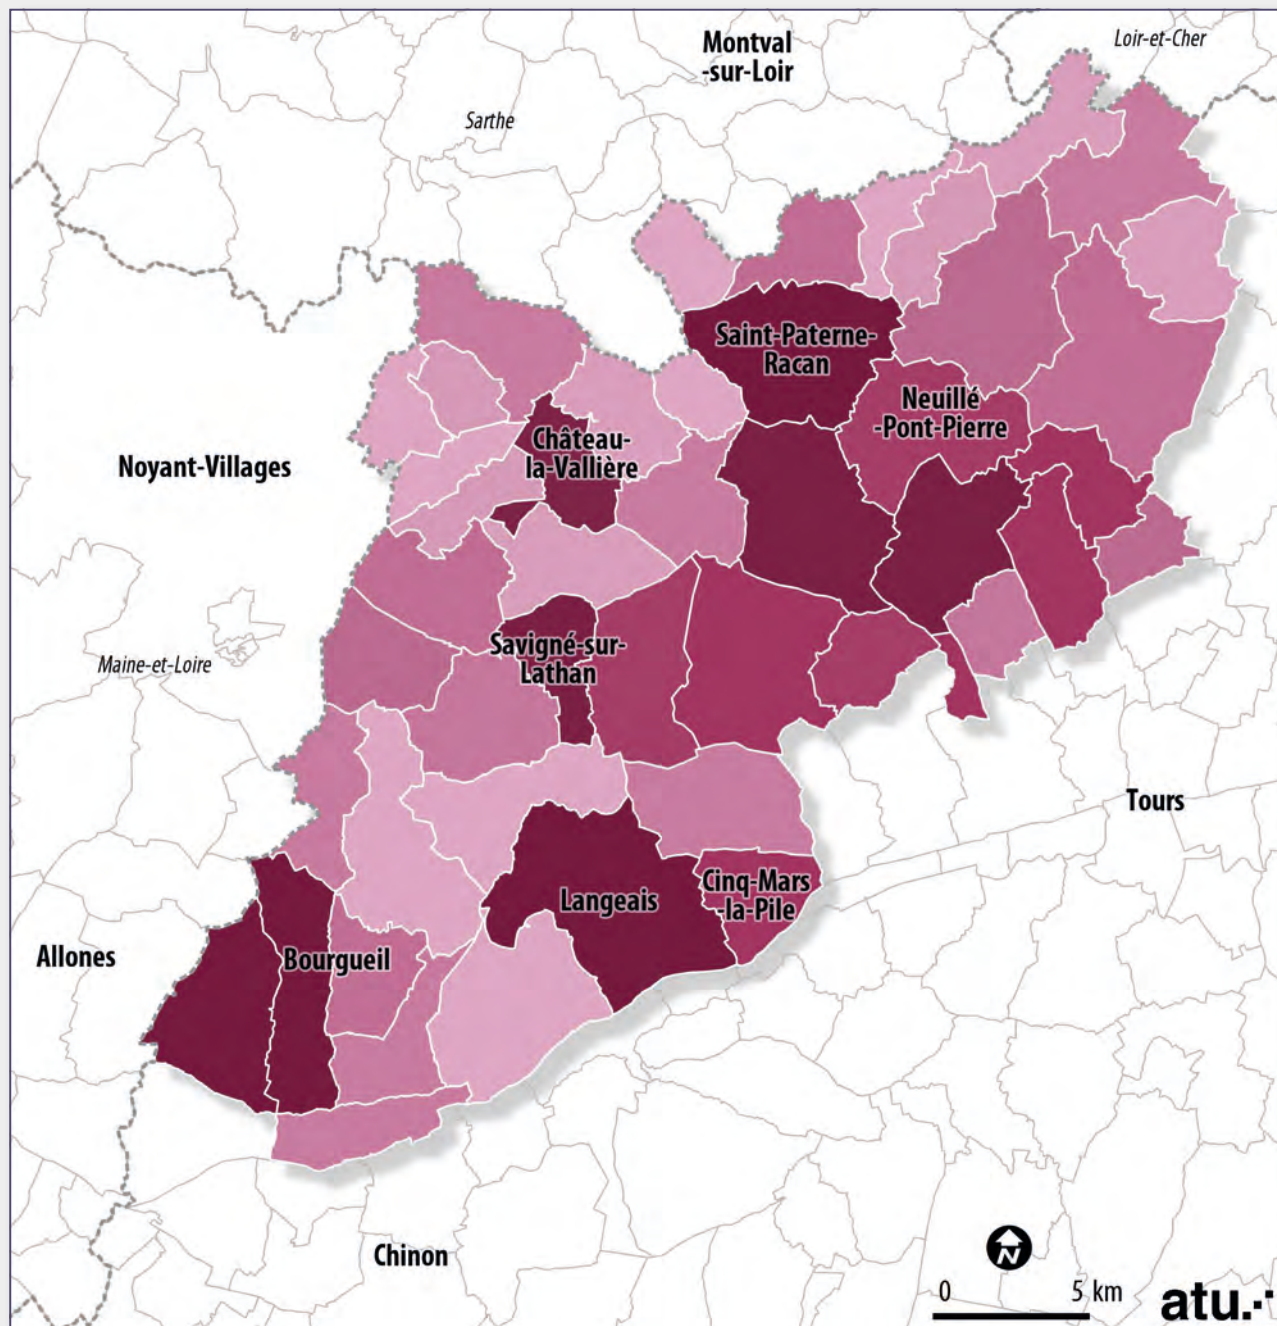 Montval
-sur-Loir
Loir-et-Cher
Sarthe
Saint-Paterne-
Racan
Neuillé
-Pont-Pierre
Château-
la-Vallière
Noyant-Villages
Savigné-sur-
Lathan
Maine-et-Loire
Tours
Cinq-Mars
-la-Pile
Langeais
Bourgueil
Allones
Chinon
N
0 5 km
atu.